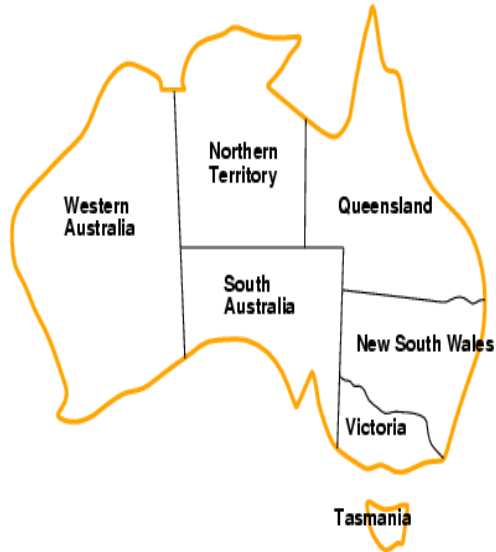 Northern
Territory
Western
Australia
Queensland
South
Australia
New South Wales
Victoria
Tasmania